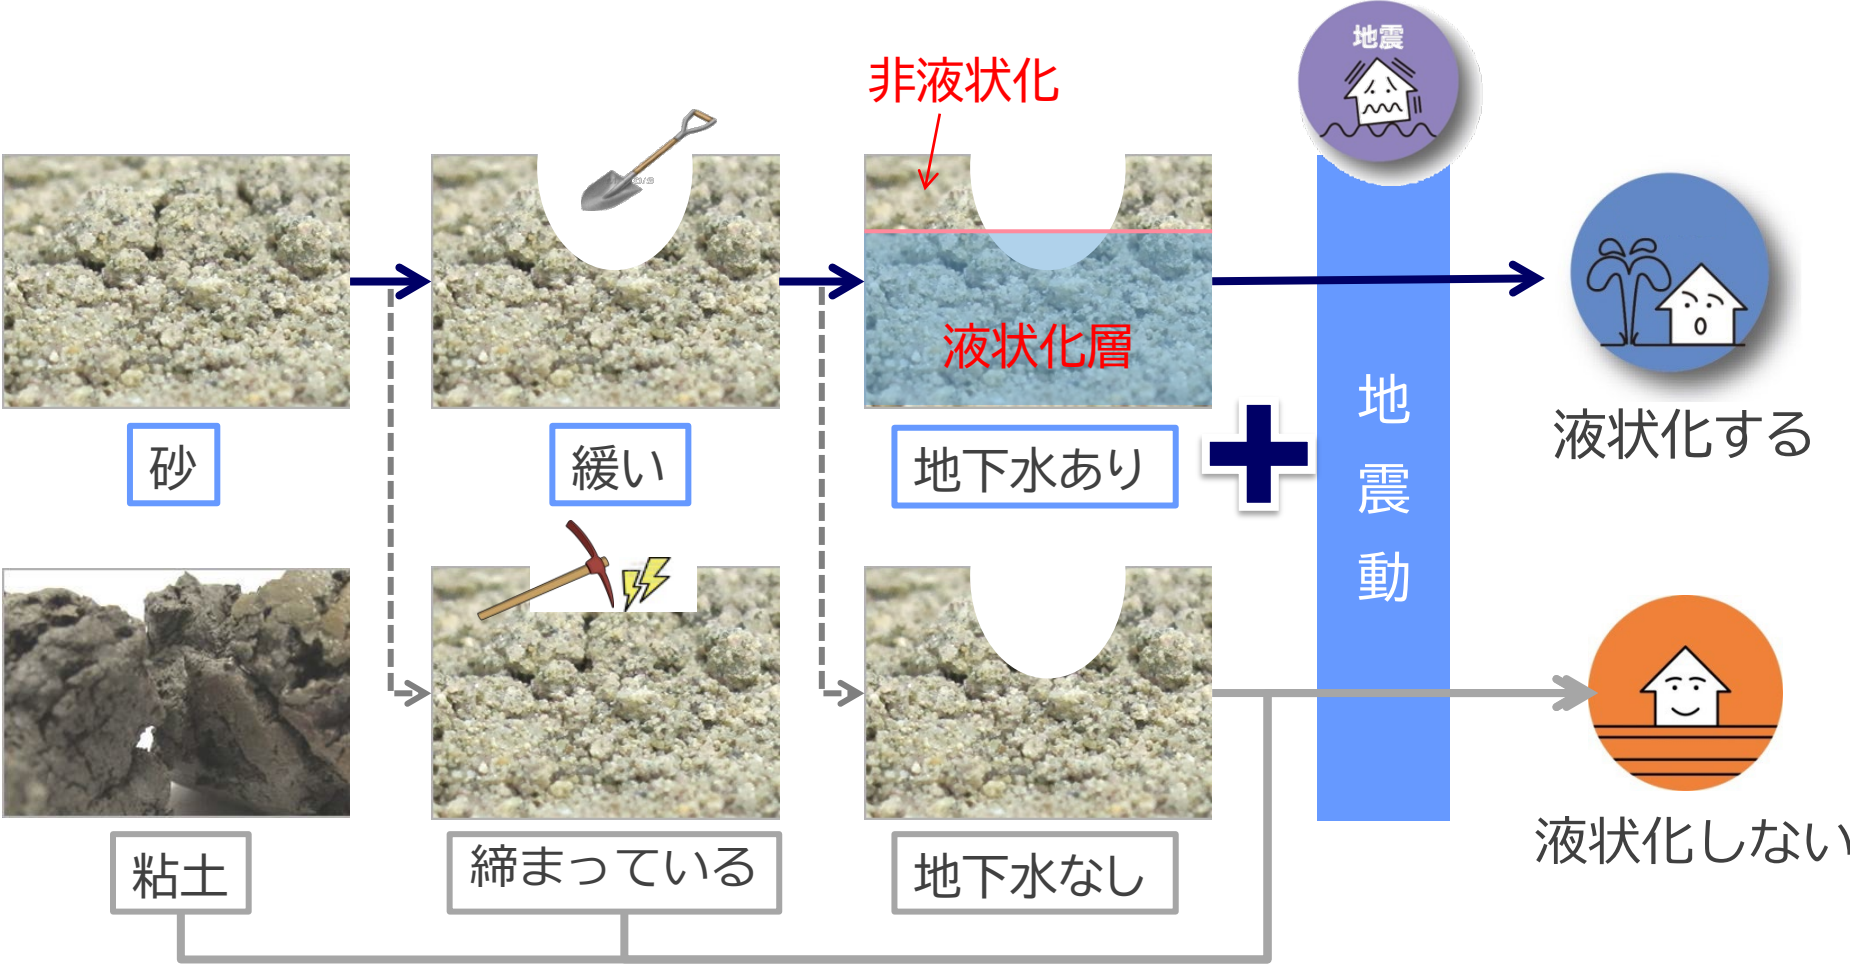 地震
非液状化
液状化層
砂
緩い
地下水あり
地震動
液状化する
粘土
締まっている
地下水なし
液状化しない